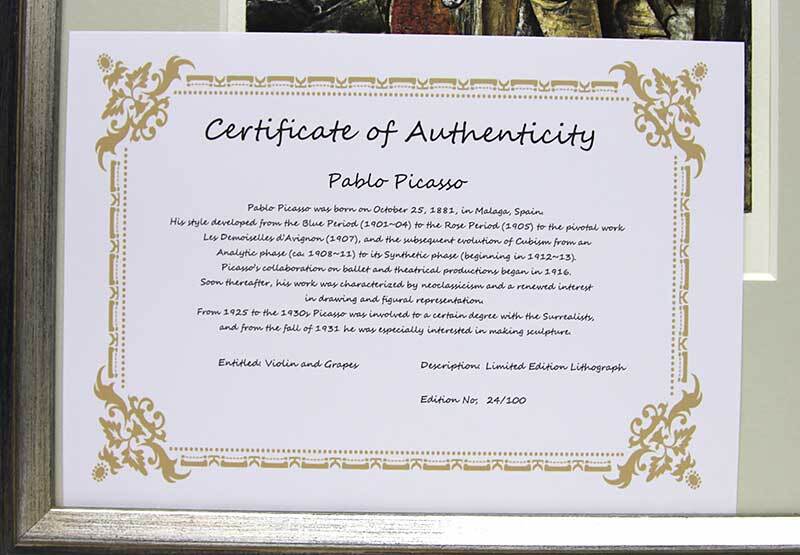 Certificate of Authenticity
Pablo Picasso
Pablo Picasso was born on October 25, 1881, in Malaga, Spain.
His style developed from the Blue Period (1901~04) to the Rose Period (1905) to the pivotal work
Les Demoiselles d'Avignon (1907), and the subsequent evolution of Cubism from an
Analytic phase (ca. 1908~11) to its Synthetic phase (beginning in 1912~13).
Picasso's collaboration on ballet and theatrical productions began in 1916.
Soon thereafter, his work was characterized by neoclassicism and a renewed interest
in drawing and figural representation.
From 1925 to the 1930s Picasso was involved to a certain degree with the Surrealists,
and from the fall of 1931 he was especially interested in making sculpture.
Entitled: Violin and Grapes
Description: Limited Edition Lithograph
Edition No; 24/100